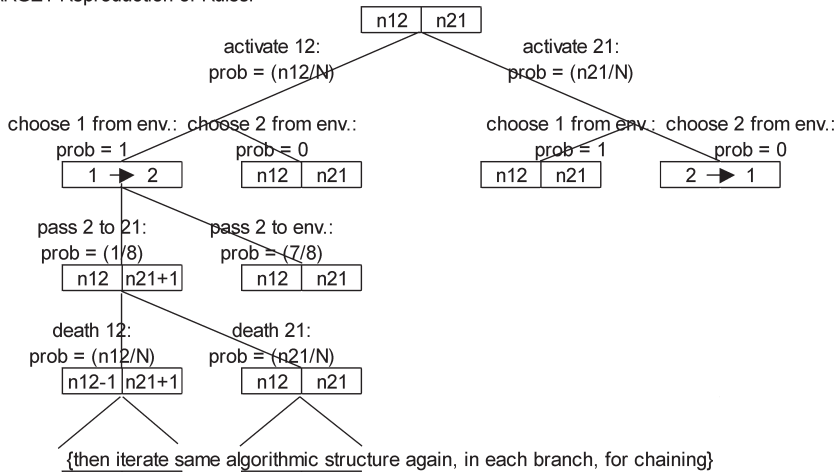 n12 n21
activate 12: activate 21:
prob = (n12/N) prob = (n21/N)
choose 1 from env.: choose 2 from env.: choose 1 from env.: choose 2 from env.:
prob = 1 prob = 0 prob = 1 prob = 0
1 → 2 n12 n21 n12 n21 2 → 1
pass 2 to 21: pass 2 to env.:
prob = (1/8) prob = (7/8)
n12 n21+1 n12 n21
death 12: death 21:
prob = (n12/N) prob = (n21/N)
n12-1 n21+1 n12 n21
{then iterate same algorithmic structure again, in each branch, for chaining}